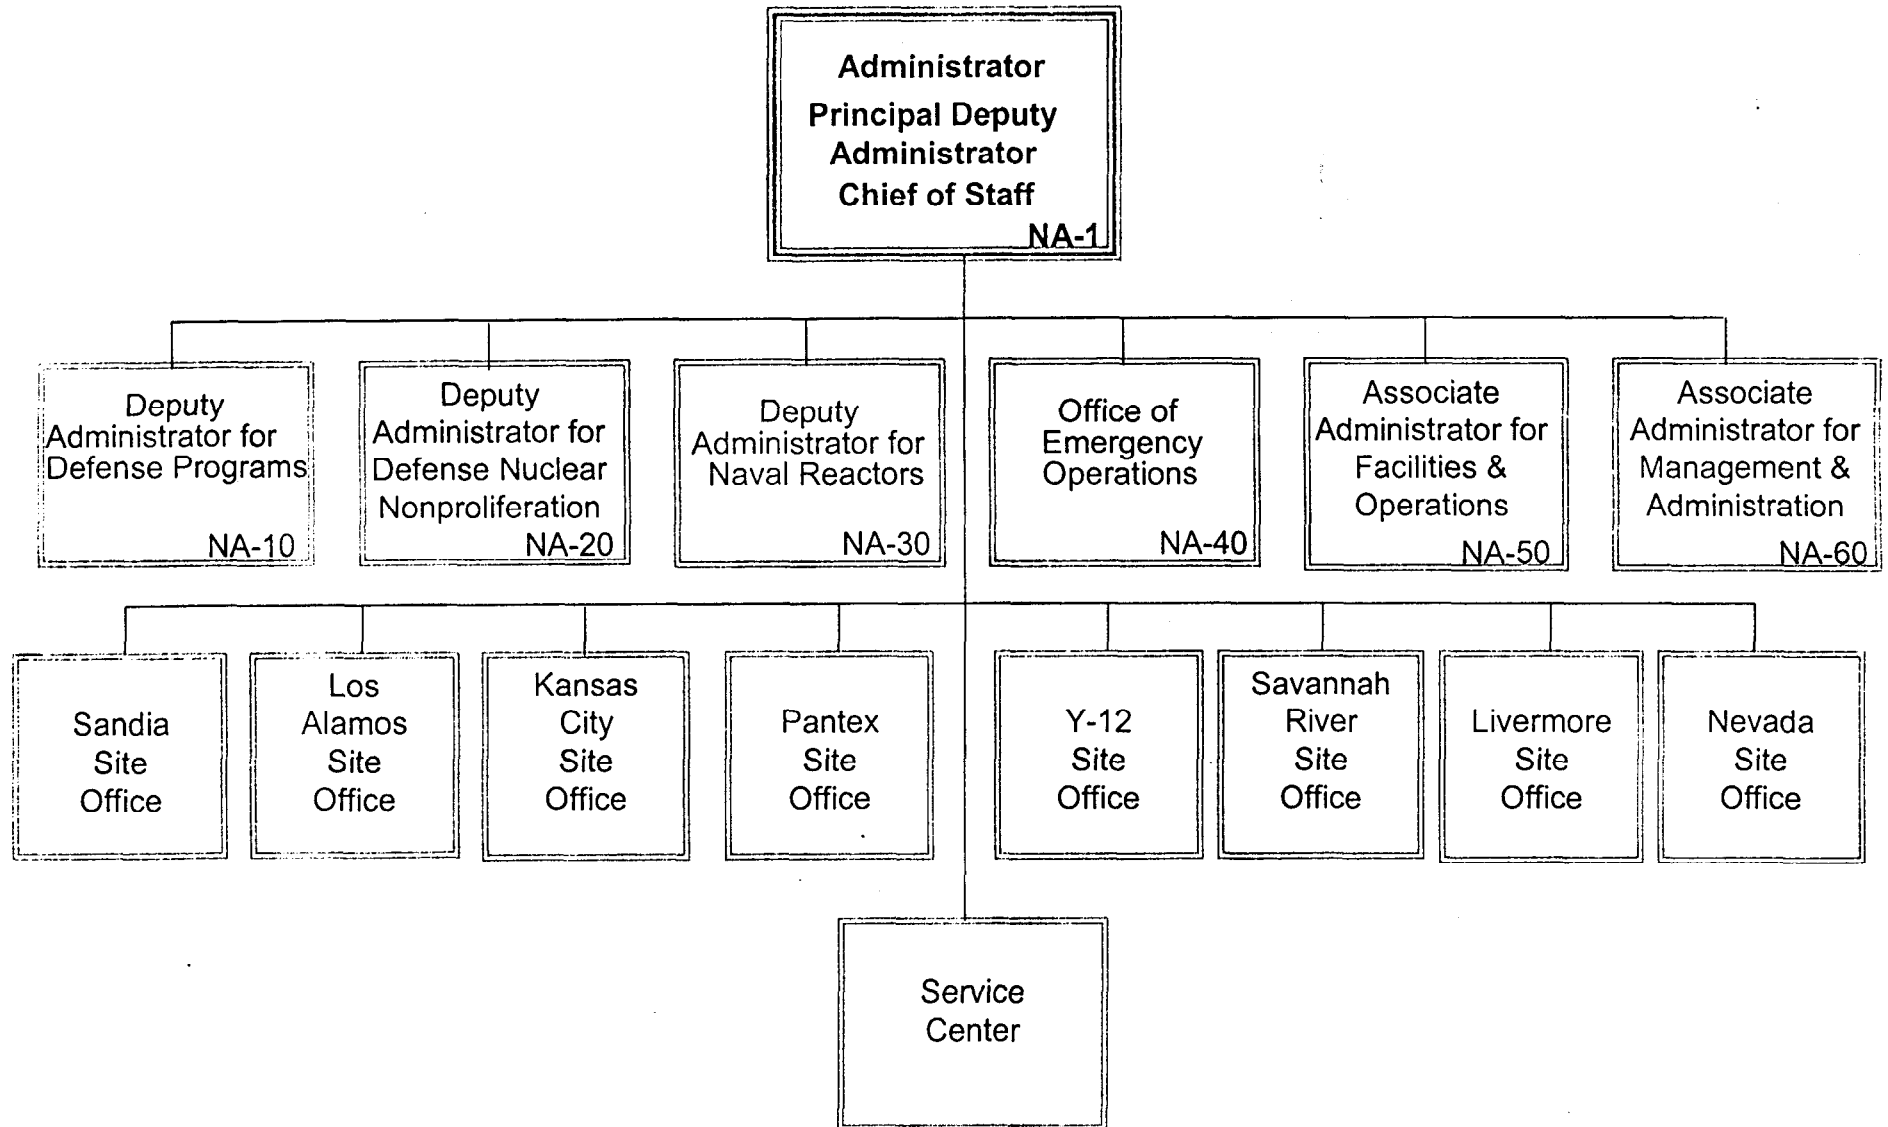 Administrator
Principal Deputy
Administrator
Chief of Staff
NA-1
Deputy
Administrator for
Defense Programs
NA-10
Deputy
Administrator for
Defense Nuclear
Nonproliferation
NA-20
Deputy
Administrator for
Naval Reactors
NA-30
Office of
Emergency
Operations
NA-40
Associate
Administrator for
Facilities &
Operations
NA-50
Associate
Administrator for
Management &
Administration
NA-60
Sandia
Site
Office
Los
Alamos
Site
Office
Kansas
City
Site
Office
Pantex
Site
Office
Y-12
Site
Office
Savannah
River
Site
Office
Livermore
Site
Office
Nevada
Site
Office
Service
Center